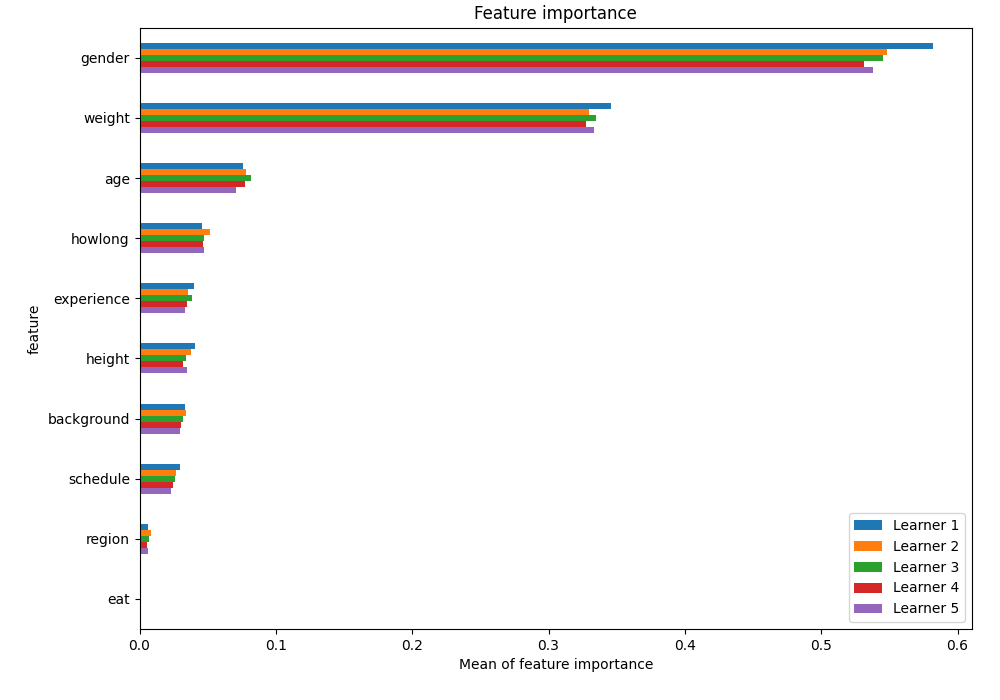 Feature importance
gender
weight
age
howlong
experience
height
background
schedule
region
eat
feature
0.0 0.1 0.2 0.3 0.4 0.5 0.6
Mean of feature importance
Learner 1
Learner 2
Learner 3
Learner 4
Learner 5